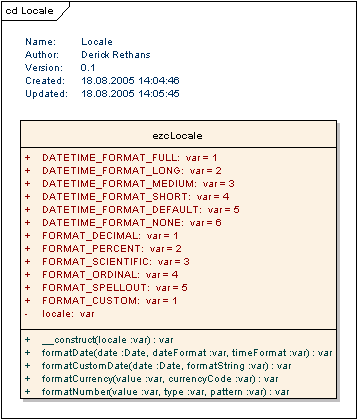 cd Locale
Name: Locale
Author: Derick Rethans
Version: 0.1
Created: 18.08.2005 14:04:46
Updated: 18.08.2005 14:05:45
ezcLocale
+ DATETIME_FORMAT_FULL: var = 1
+ DATETIME_FORMAT_LONG: var = 2
+ DATETIME_FORMAT_MEDIUM: var = 3
+ DATETIME_FORMAT_SHORT: var = 4
+ DATETIME_FORMAT_DEFAULT: var = 5
+ DATETIME_FORMAT_NONE: var = 6
+ FORMAT_DECIMAL: var = 1
+ FORMAT_PERCENT: var = 2
+ FORMAT_SCIENTIFIC: var = 3
+ FORMAT_ORDINAL: var = 4
+ FORMAT_SPELLOUT: var = 5
+ FORMAT_CUSTOM: var = 1
- locale: var
+ __construct(locale :var) : var
+ formatDate(date :Date, dateFormat :var, timeFormat :var) : var
+ formatCustomDate(date :Date, formatString :var) : var
+ formatCurrency(value :Var, currencyCode :var) : var
+ formatNumber(value :var, type :var, pattern :var) : var